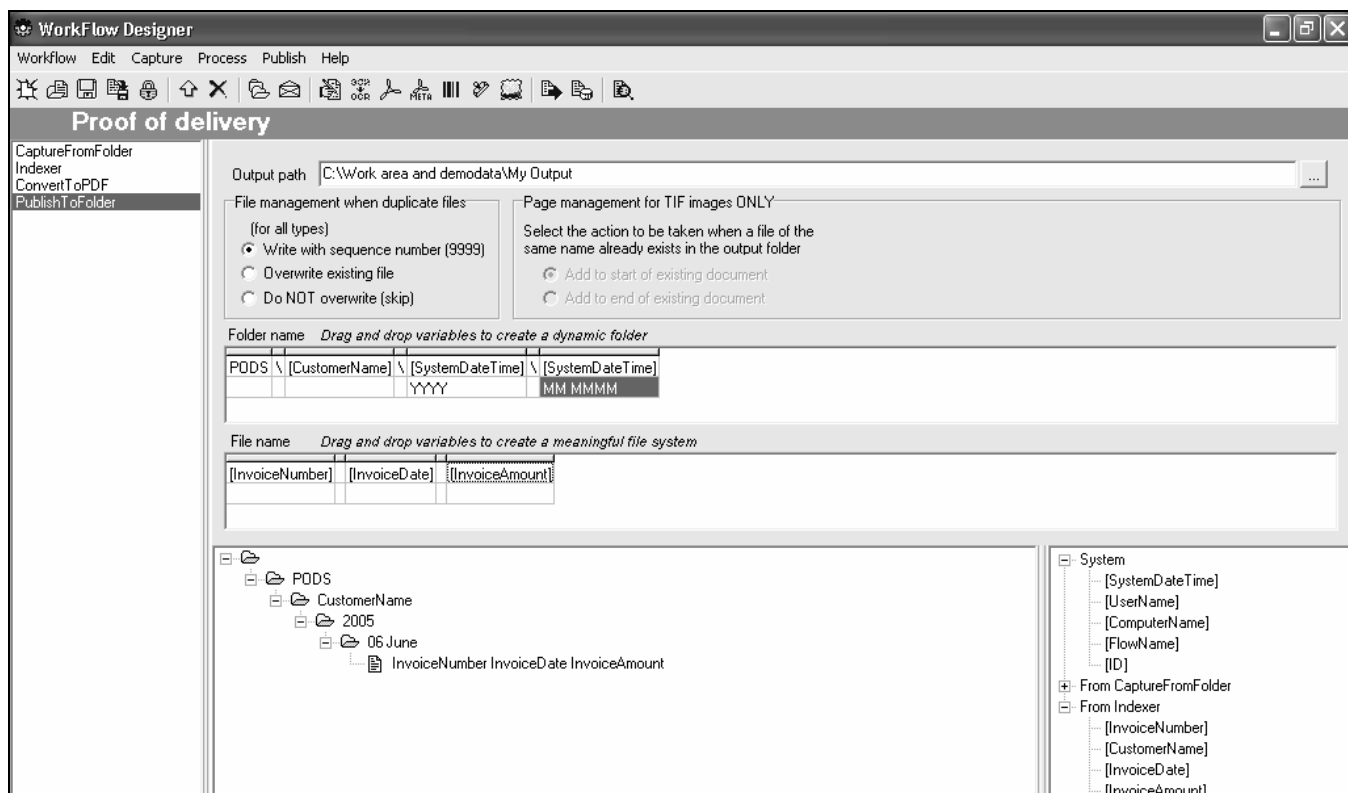 WorkFlow Designer
Workflow Edit Capture Process Publish Help
OCR META
Proof of delivery
CaptureFromFolder
Indexer
ConvertToPDF
PublishToFolder
Output path C:\Work area and demodata\My Output ...
File management when duplicate files
(for all types)
Write with sequence number (9999)
Overwrite existing file
Do NOT overwrite (skip)
Page management for TIF images ONLY
Select the action to be taken when a file of the
same name already exists in the output folder
Add to start of existing document
Add to end of existing document
Folder name Drag and drop variables to create a dynamic folder
PODS \ [CustomerName] \ [SystemDateTime] \ [SystemDateTime]
YYYY MM MMMM
File name Drag and drop variables to create a meaningful file system
[InvoiceNumber] [InvoiceDate] [InvoiceAmount]
PODS
CustomerName
2005
06 June
InvoiceNumber InvoiceDate InvoiceAmount
System
[SystemDateTime]
[UserName]
[ComputerName]
[FlowName]
[ID]
From CaptureFromFolder
From Indexer
[InvoiceNumber]
[CustomerName]
[InvoiceDate]
[InvoiceAmount]